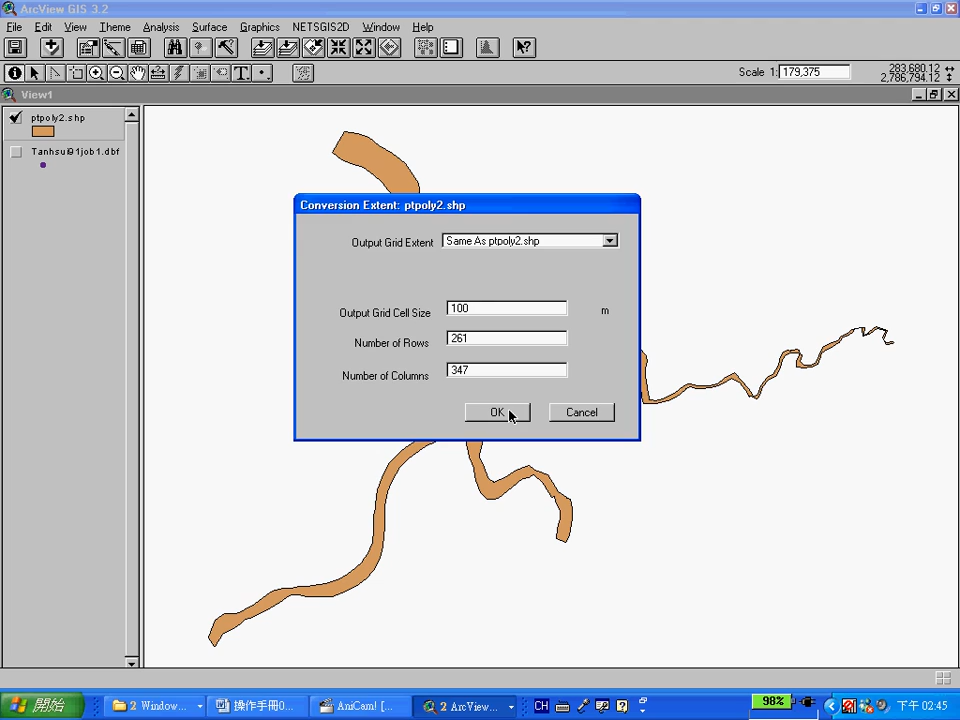 ArcView GIS 3.2
File Edit View Theme Analysis Surface Graphics NETSGIS2D Window Help
Scale 1: 179,375
283,680.12
2,786,794.12
View1
ptpoly2.shp
Tanhsui91job1.dbf
Conversion Extent: ptpoly2.shp
Output Grid Extent Same As ptpoly2.shp
Output Grid Cell Size 100 m
Number of Rows 261
Number of Columns 347
OK Cancel
開始 2 Window... 操作手冊0... AniCam! [... 2 ArcView... CH 98% 下午 02:45